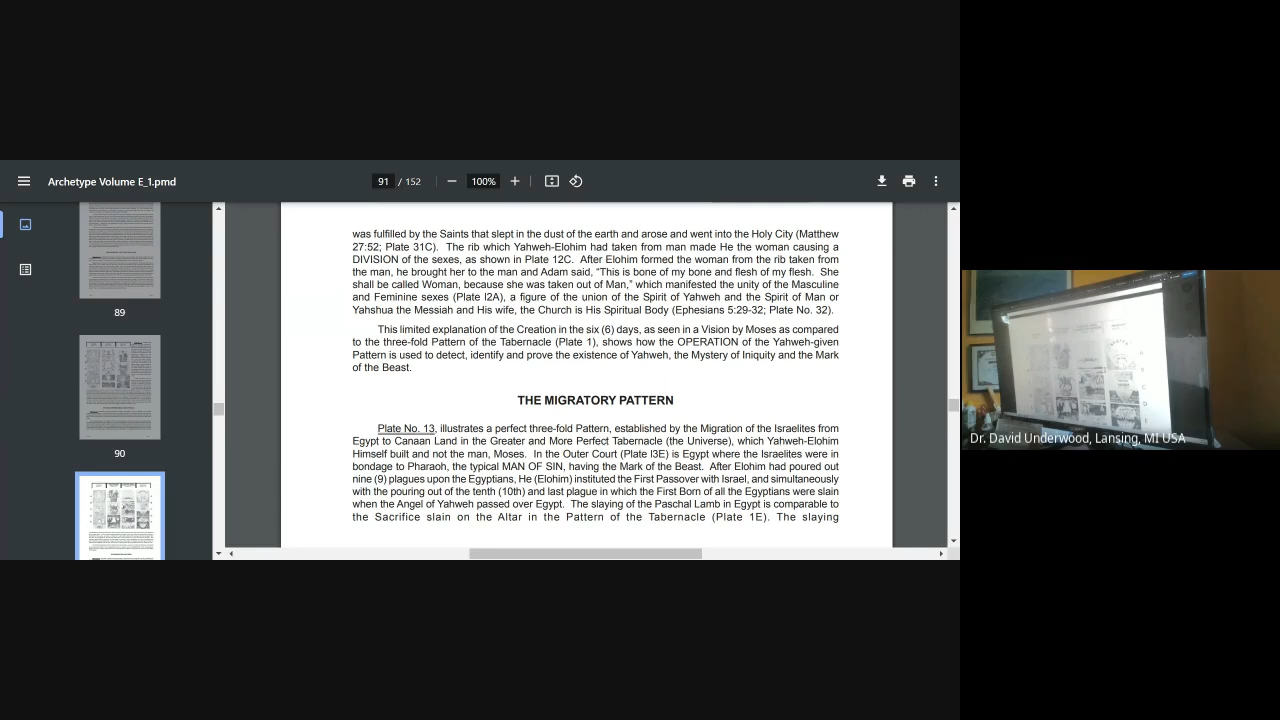 Archetype Volume E_1.pmd
91 / 152
100%
89
90
was fulfilled by the Saints that slept in the dust of the earth and arose and went into the Holy City (Matthew
27:52; Plate 31C).  The rib which Yahweh-Elohim had taken from man made He the woman causing a
DIVISION of the sexes, as shown in Plate 12C.  After Elohim formed the woman from the rib taken from
the man, he brought her to the man and Adam said, “This is bone of my bone and flesh of my flesh.  She
shall be called Woman, because she was taken out of Man,” which manifested the unity of the Masculine
and Feminine sexes (Plate l2A), a figure of the union of the Spirit of Yahweh and the Spirit of Man or
Yahshua the Messiah and His wife, the Church is His Spiritual Body (Ephesians 5:29-32; Plate No. 32).
This limited explanation of the Creation in the six (6) days, as seen in a Vision by Moses as compared
to the three-fold Pattern of the Tabernacle (Plate 1), shows how the OPERATION of the Yahweh-given
Pattern is used to detect, identify and prove the existence of Yahweh, the Mystery of Iniquity and the Mark
of the Beast.
THE MIGRATORY PATTERN
Plate No. 13, illustrates a perfect three-fold Pattern, established by the Migration of the Israelites from
Egypt to Canaan Land in the Greater and More Perfect Tabernacle (the Universe), which Yahweh-Elohim
Himself built and not the man, Moses.  In the Outer Court (Plate l3E) is Egypt where the Israelites were in
bondage to Pharaoh, the typical MAN OF SIN, having the Mark of the Beast.  After Elohim had poured out
nine (9) plagues upon the Egyptians, He (Elohim) instituted the First Passover with Israel, and simultaneously
with the pouring out of the tenth (10th) and last plague in which the First Born of all the Egyptians were slain
when the Angel of Yahweh passed over Egypt.  The slaying of the Paschal Lamb in Egypt is comparable to
the Sacrifice slain on the Altar in the Pattern of the Tabernacle (Plate 1E). The slaying
Dr. David Underwood, Lansing, MI USA